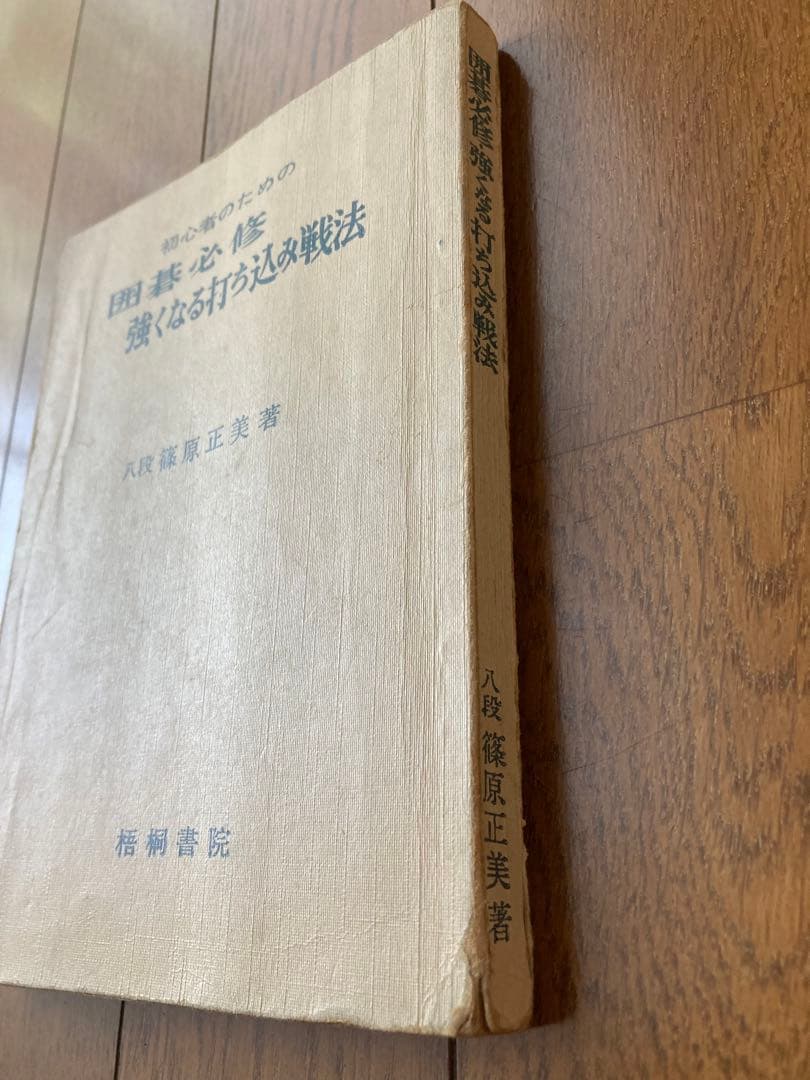 初心者のための
囲碁必修
強くなる打ち込み戦法
八段 篠原正美著
梧桐書院
囲碁必修 強くなる打ち込み戦法
八段 篠原正美著